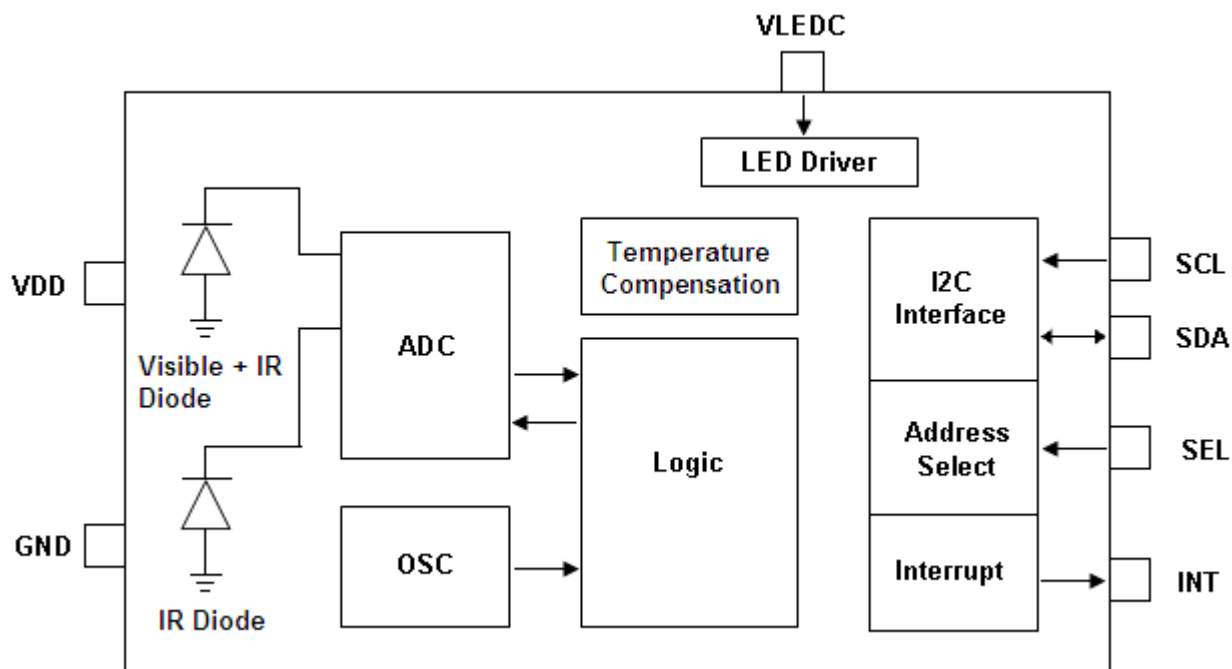 VLEDC
LED Driver
VDD
Visible + IR
Diode
GND
IR Diode
ADC
OSC
Temperature
Compensation
Logic
I2C
Interface
Address
Select
Interrupt
SCL
SDA
SEL
INT